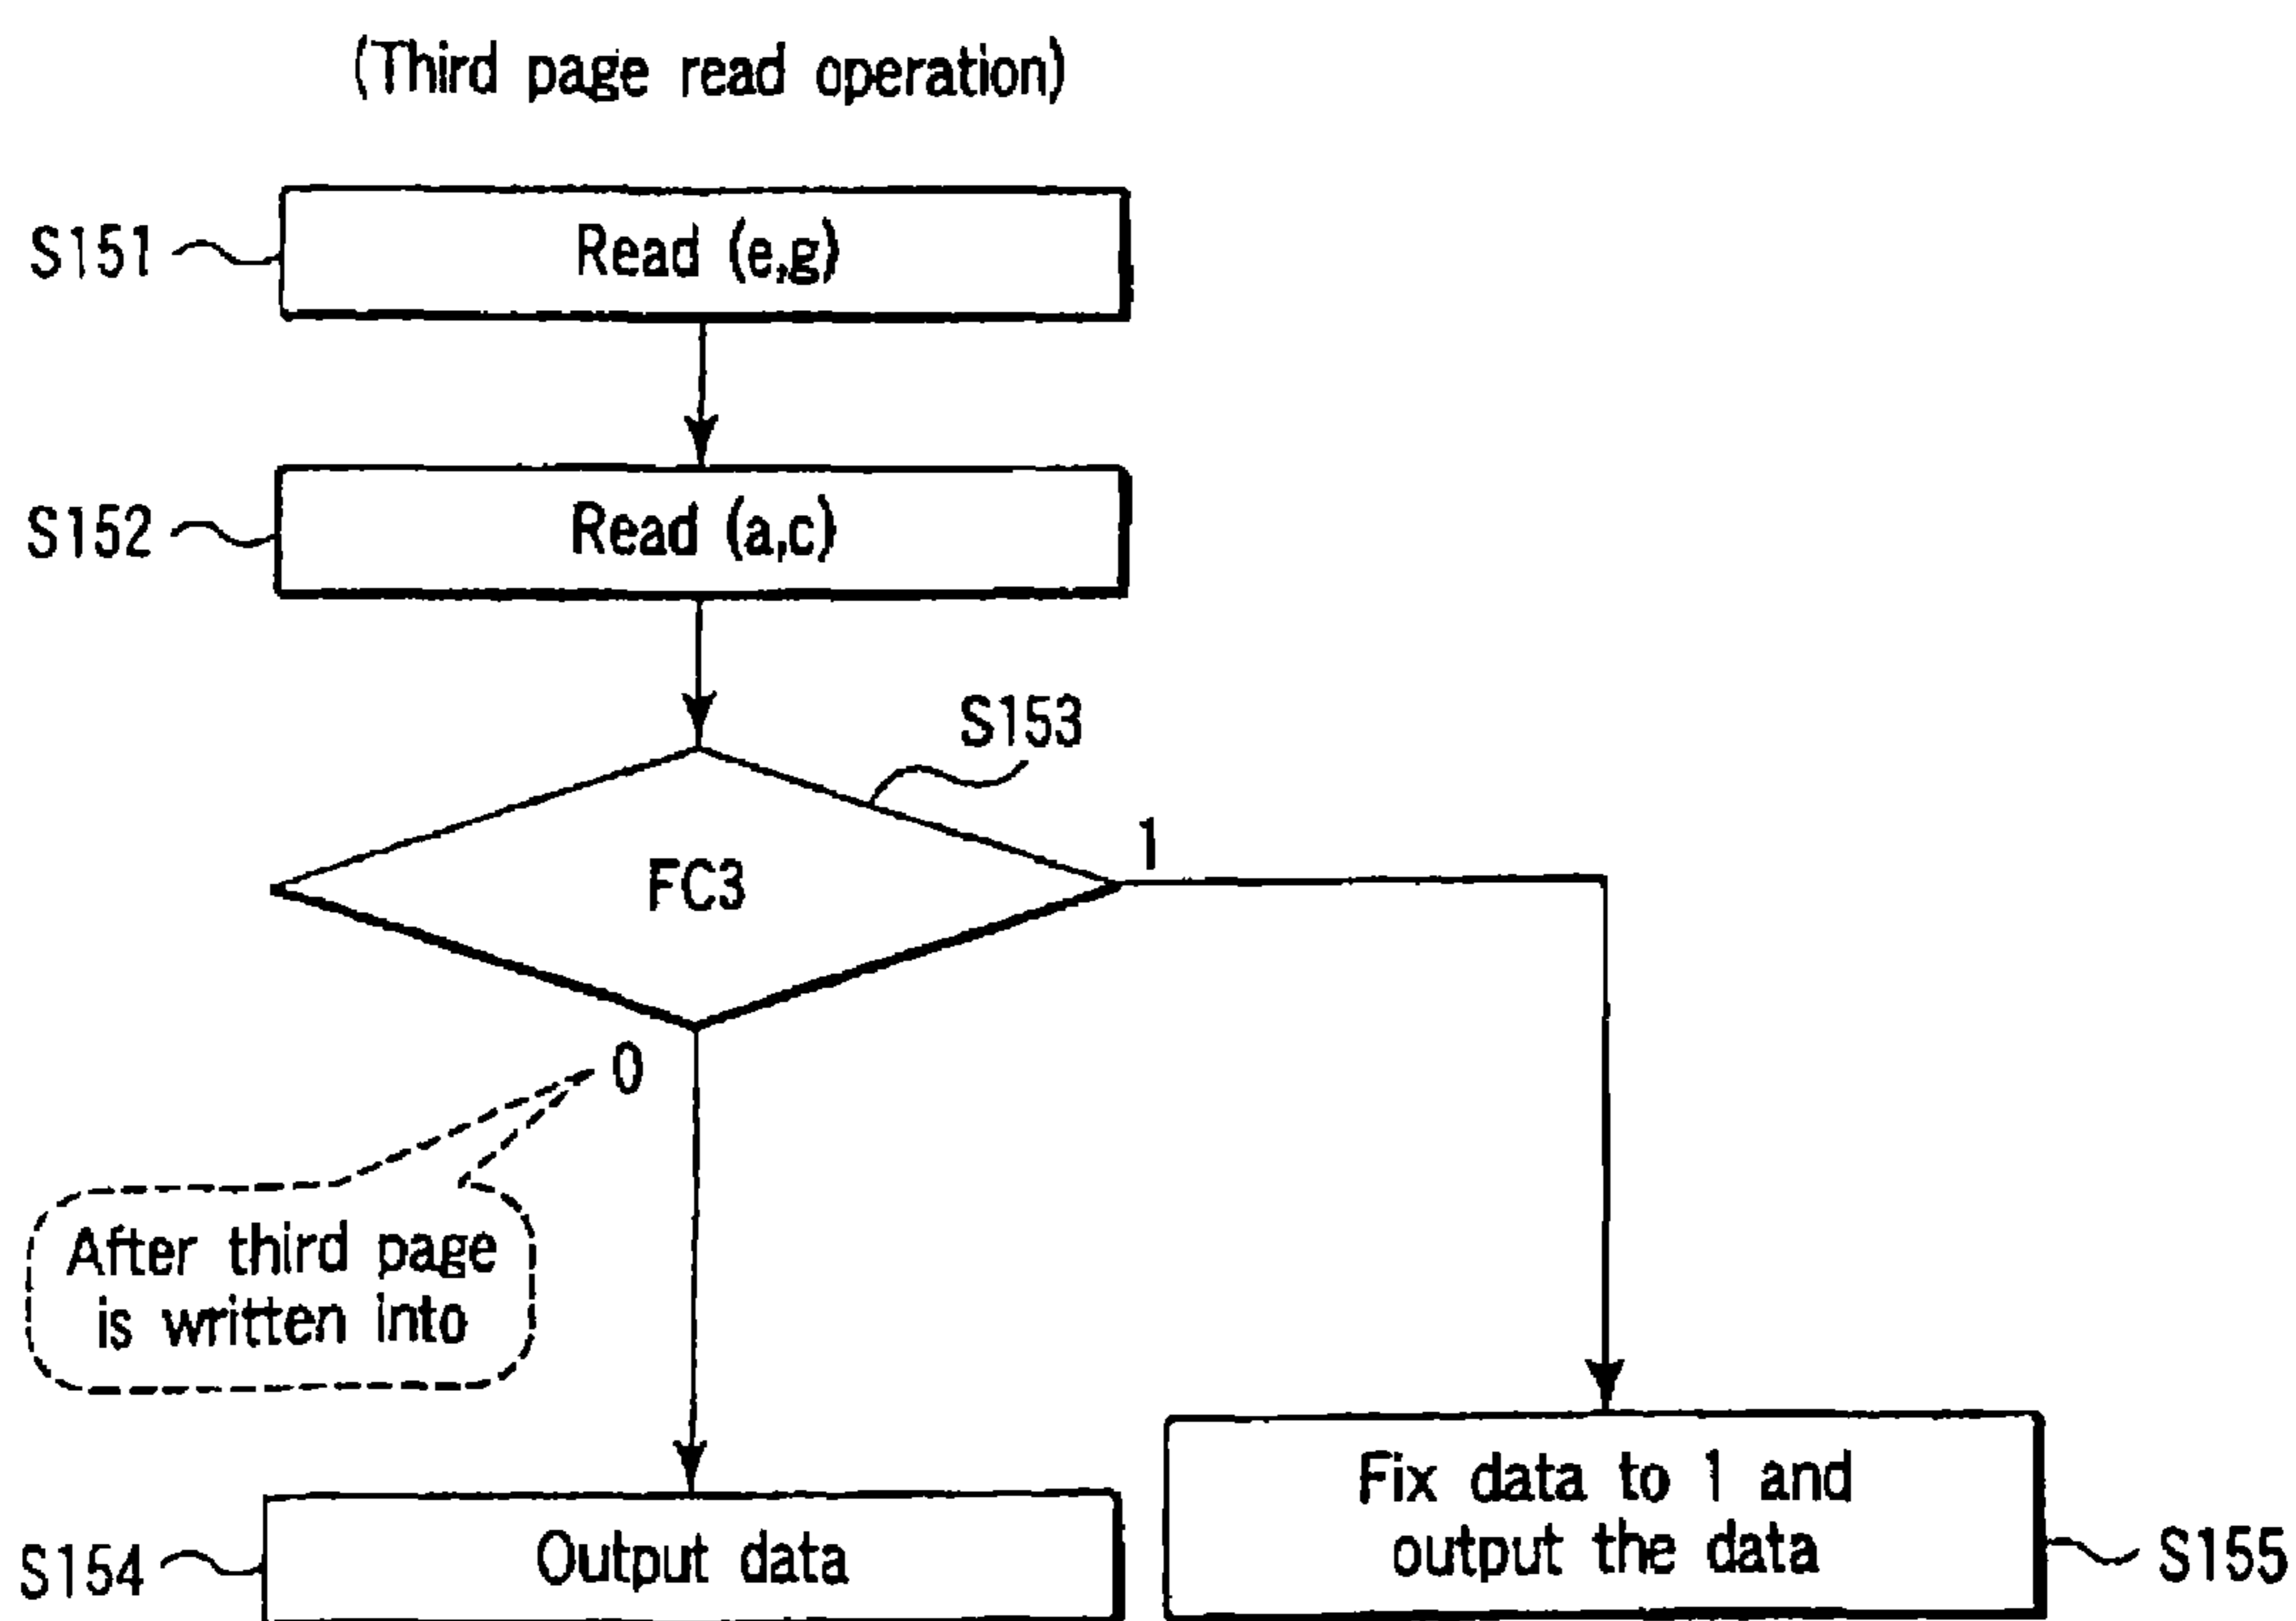 (Third page read operation)
S151
Read (e,g)
S152
Read (a,c)
S153
FC3
1
0
After third page
is written into
S154
Output data
Fix data to 1 and
output the data
S155